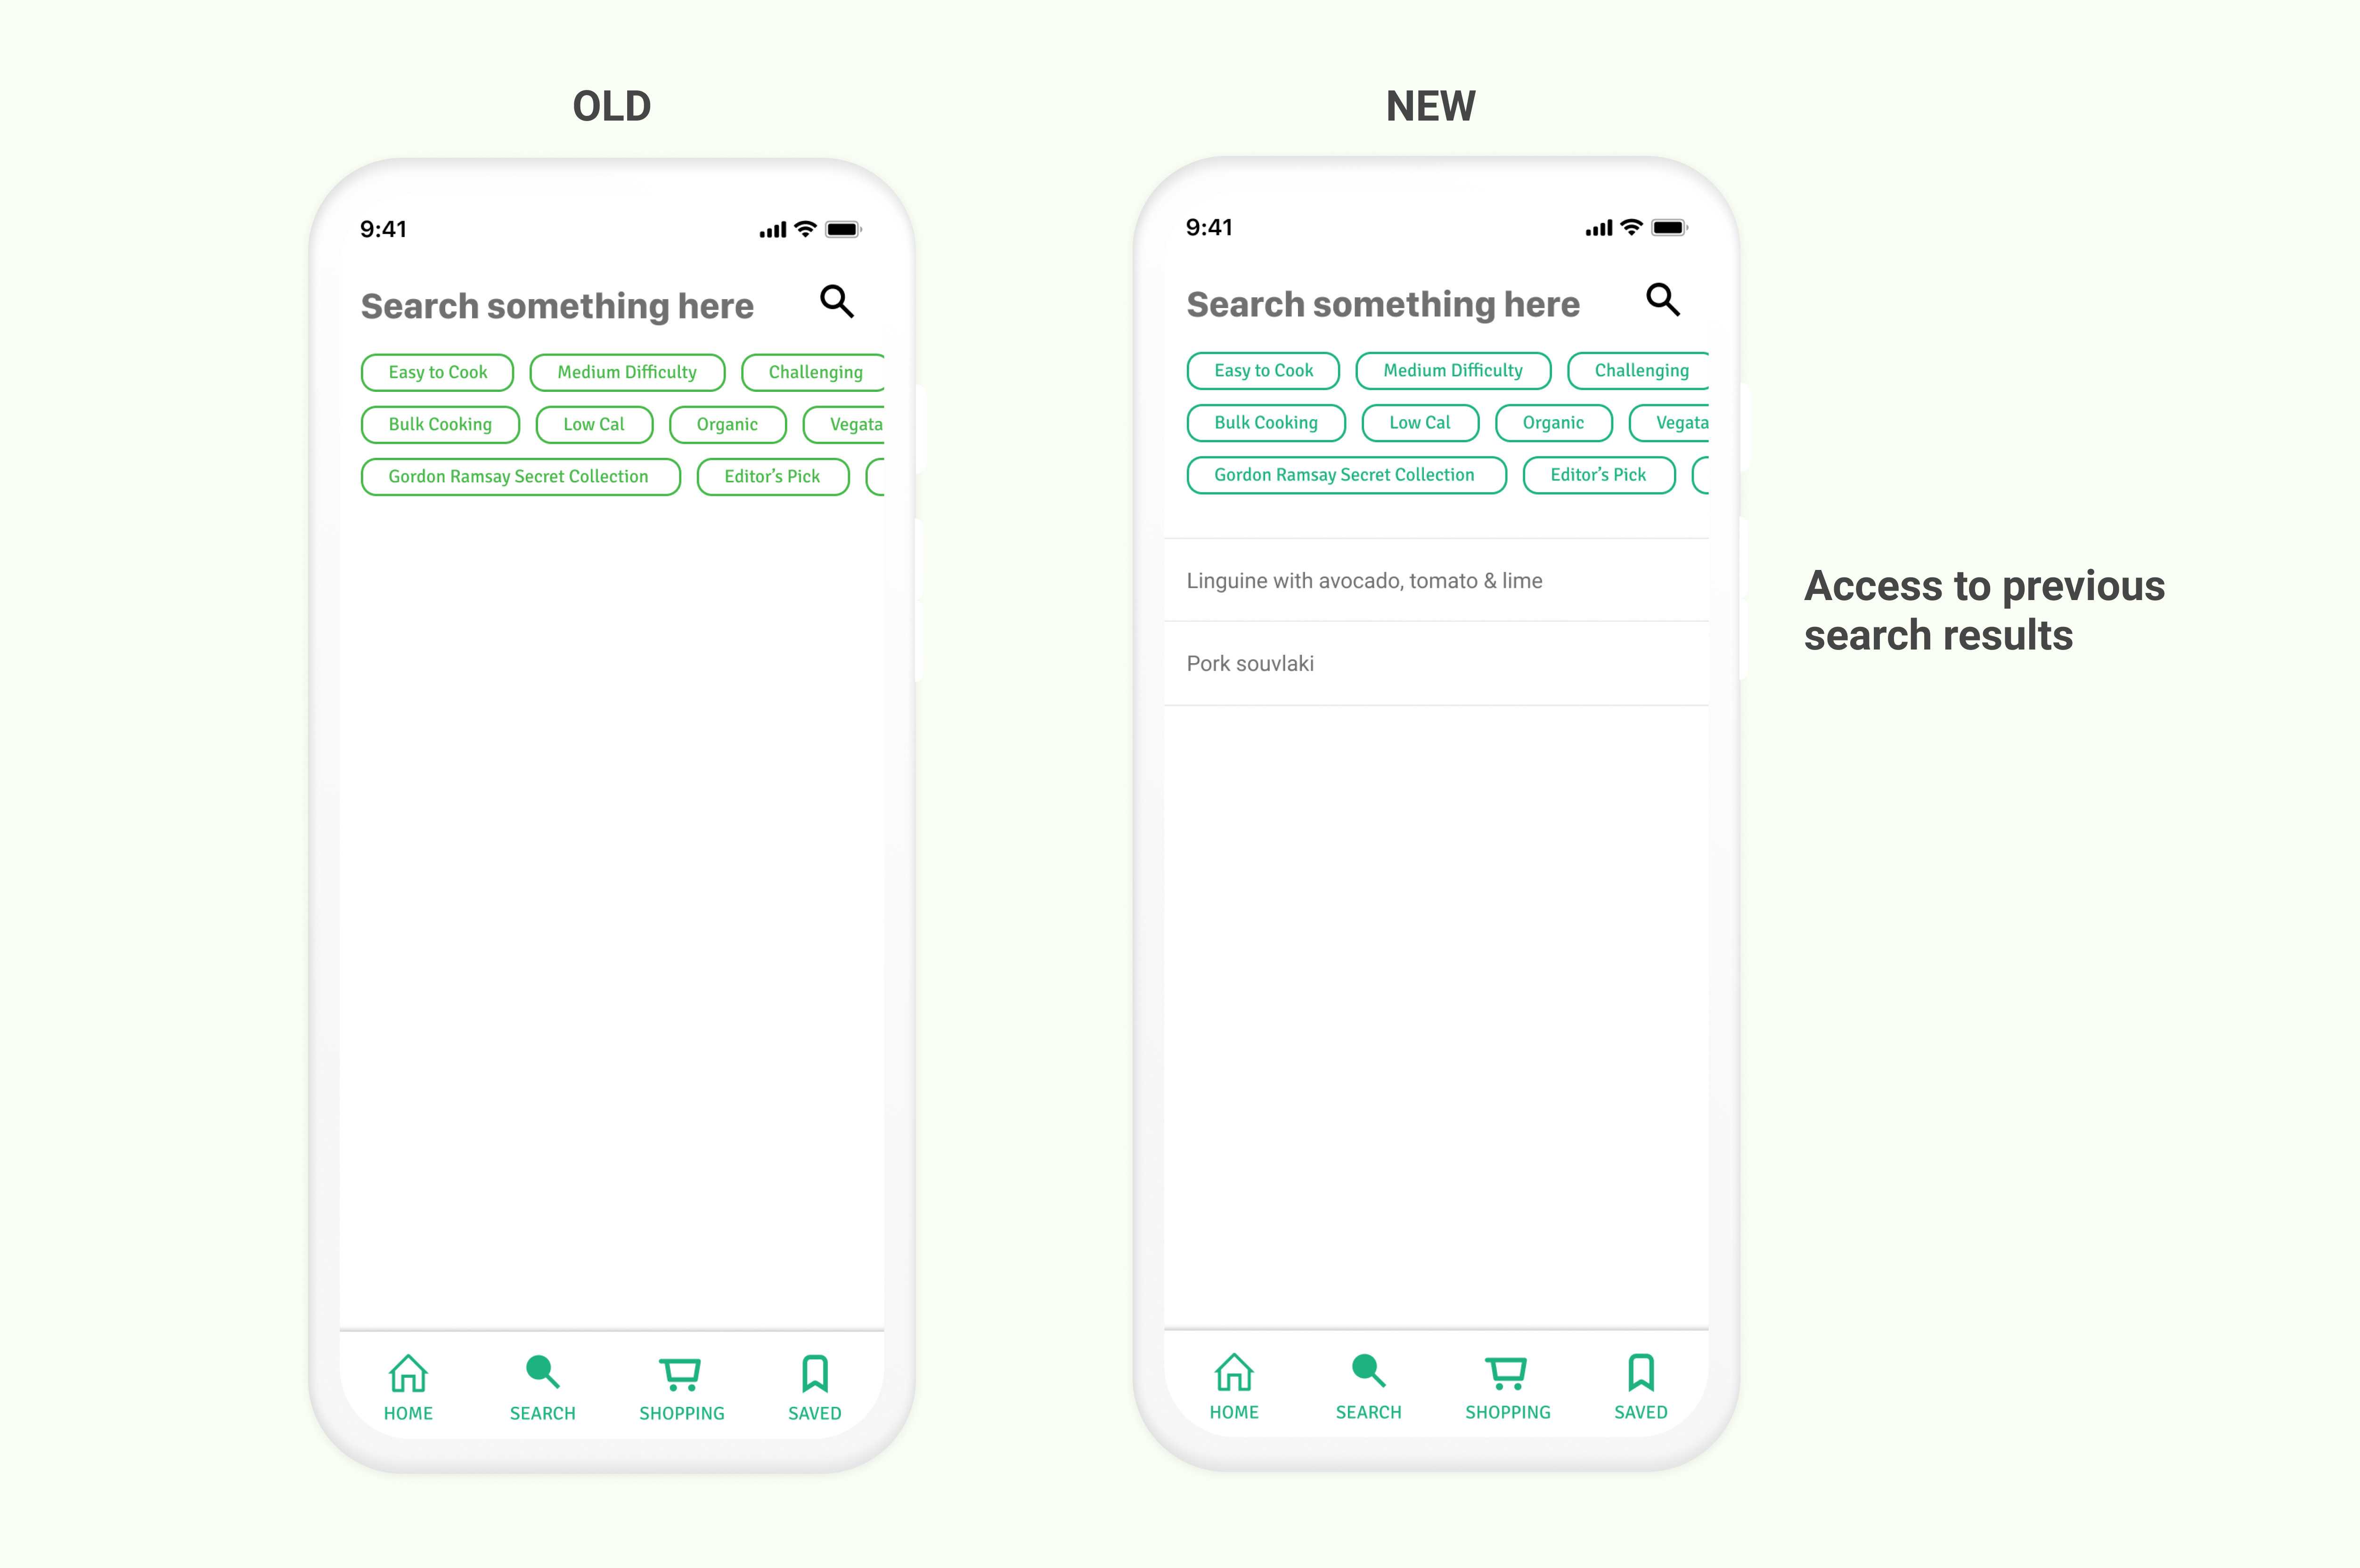 OLD
9:41
Search something here
Easy to Cook Medium Difficulty Challenging
Bulk Cooking Low Cal Organic Vegata
Gordon Ramsay Secret Collection Editor’s Pick
HOME SEARCH SHOPPING SAVED
NEW
9:41
Search something here
Easy to Cook Medium Difficulty Challenging
Bulk Cooking Low Cal Organic Vegata
Gordon Ramsay Secret Collection Editor’s Pick
Linguine with avocado, tomato & lime
Pork souvlaki
HOME SEARCH SHOPPING SAVED
Access to previous
search results